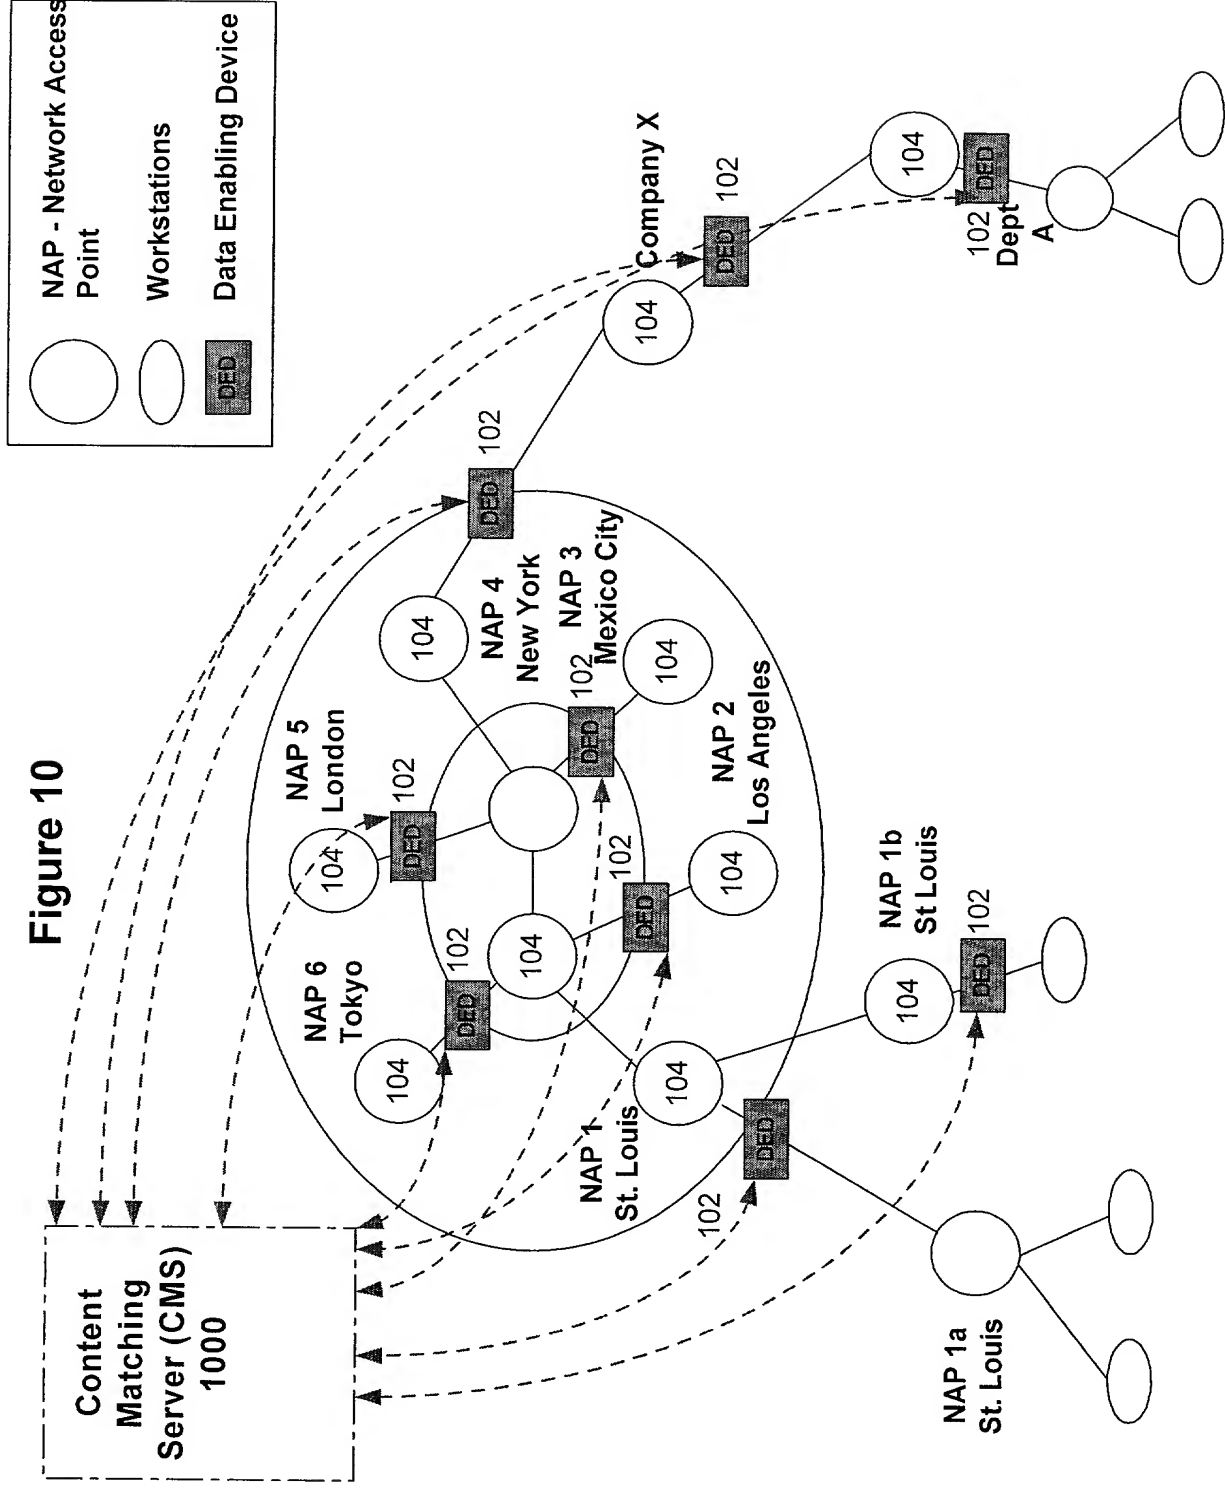 Figure 10
NAP - Network Access
Point
Workstations
DED
Data Enabling Device
Content
Matching
Server (CMS)
1000
NAP 6
Tokyo
104
DED
102
NAP 5
London
104
DED
102
104
NAP 4
New York
104
DED
102
NAP 3
Mexico City
104
DED
102
NAP 2
Los Angeles
104
DED
102
NAP 1
St. Louis
104
DED
102
NAP 1a
St. Louis
NAP 1b
St Louis
104
DED
102
Company X
104
DED
102
104
DED
102
Dept
A